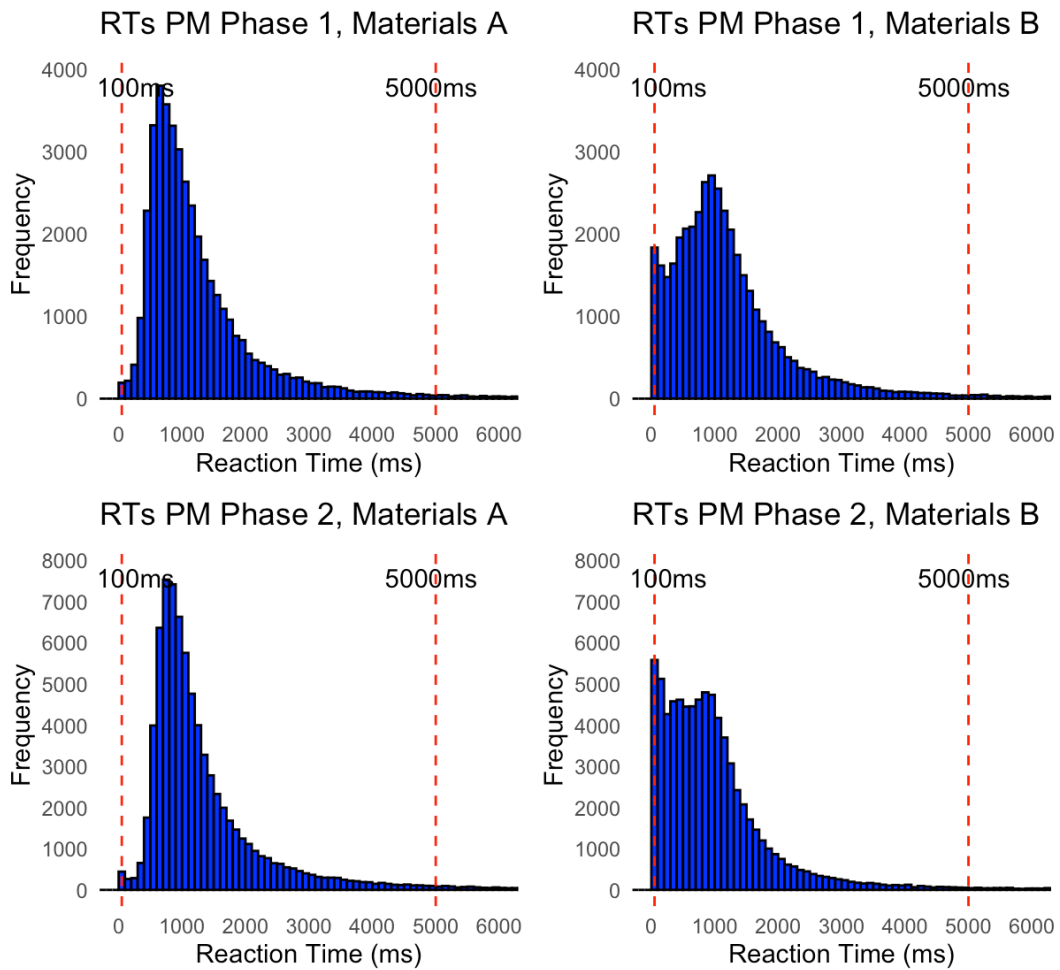 RTs PM Phase 1, Materials A
4000
3000
2000
1000
0
Frequency
100ms
5000ms
0 1000 2000 3000 4000 5000 6000
Reaction Time (ms)
RTs PM Phase 1, Materials B
4000
3000
2000
1000
0
Frequency
100ms
5000ms
0 1000 2000 3000 4000 5000 6000
Reaction Time (ms)
RTs PM Phase 2, Materials A
8000
7000
6000
5000
4000
3000
2000
1000
0
Frequency
100ms
5000ms
0 1000 2000 3000 4000 5000 6000
Reaction Time (ms)
RTs PM Phase 2, Materials B
8000
7000
6000
5000
4000
3000
2000
1000
0
Frequency
100ms
5000ms
0 1000 2000 3000 4000 5000 6000
Reaction Time (ms)